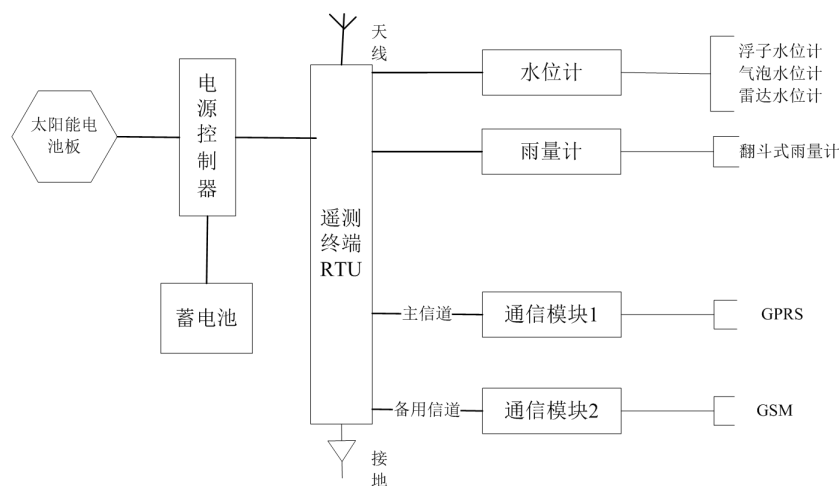 天
线
电
源
控
制
器
太阳能电
池板
蓄电池
遥测
终端
RTU
水位计
浮子水位计
气泡水位计
雷达水位计
雨量计
翻斗式雨量计
主信道
通信模块1
GPRS
备用信道
通信模块2
GSM
接
地